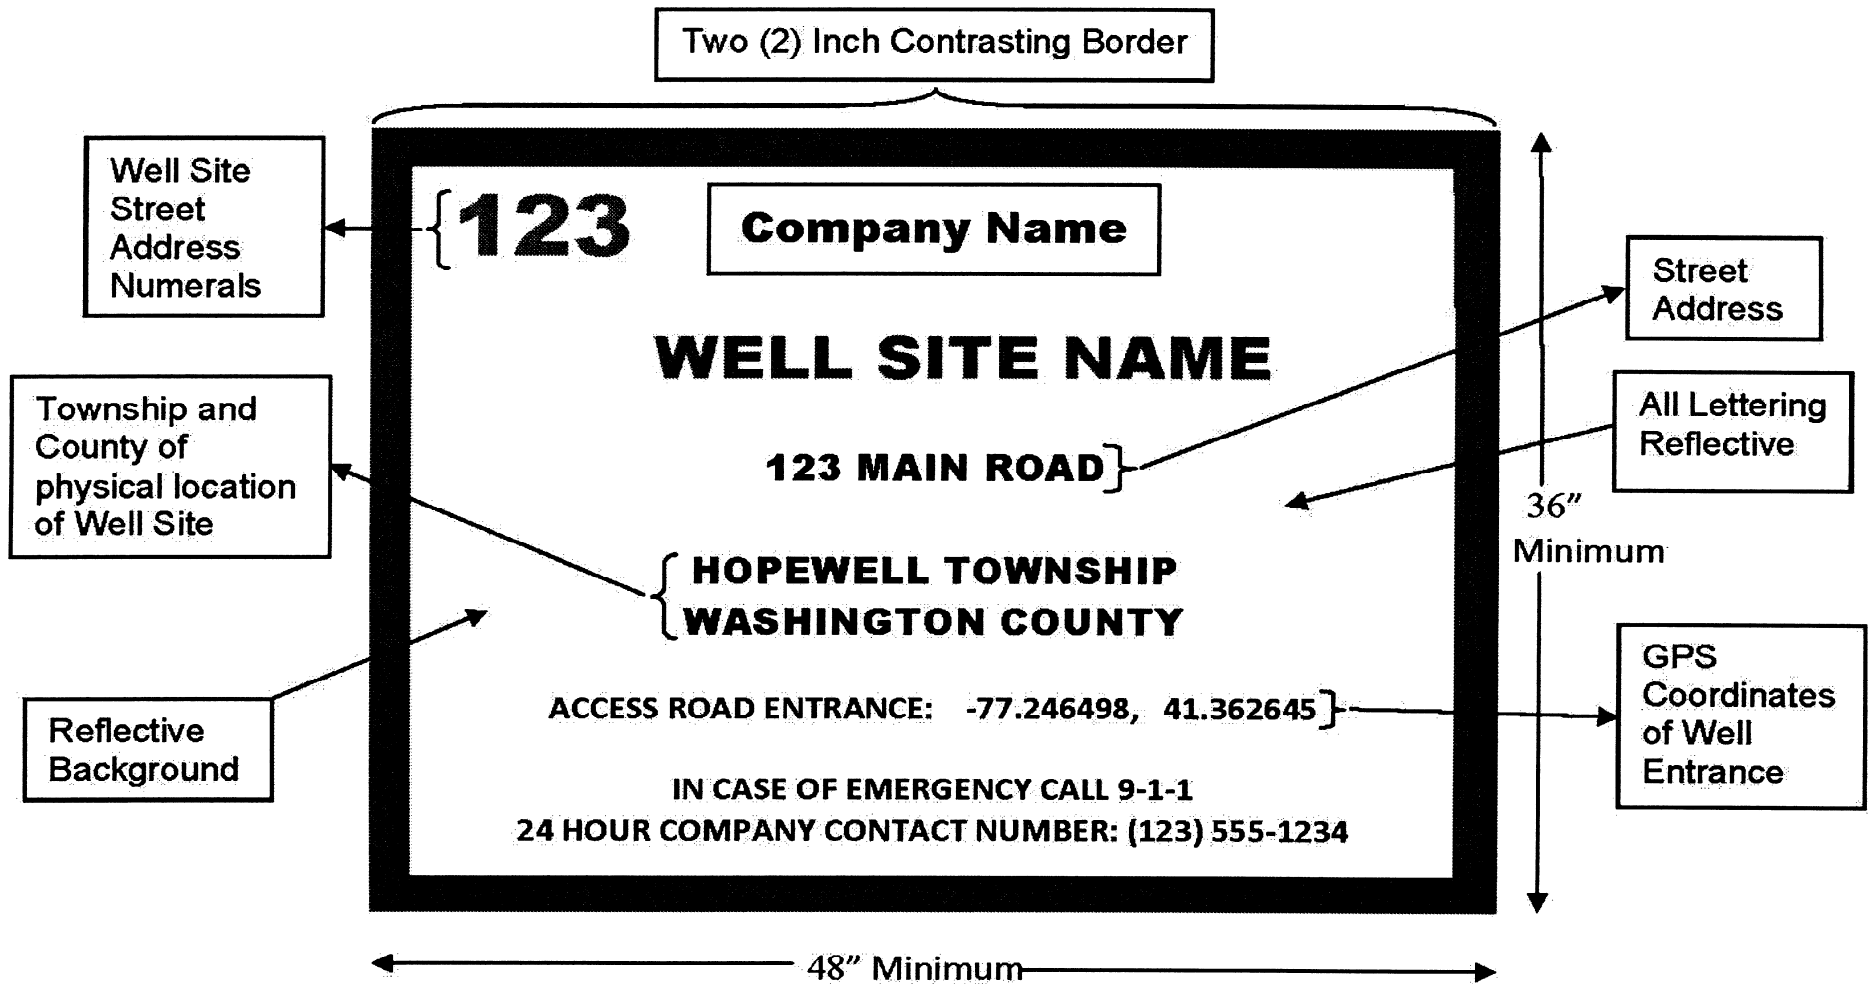 Two (2) Inch Contrasting Border
Well Site
Street
Address
Numerals
123
Company Name
Street
Address
WELL SITE NAME
Township and
County of
physical location
of Well Site
All Lettering
Reflective
123 MAIN ROAD
36”
Minimum
HOPEWELL TOWNSHIP
WASHINGTON COUNTY
GPS
Coordinates
of Well
Entrance
ACCESS ROAD ENTRANCE: -77.246498, 41.362645
Reflective
Background
IN CASE OF EMERGENCY CALL 9-1-1
24 HOUR COMPANY CONTACT NUMBER: (123) 555-1234
48” Minimum